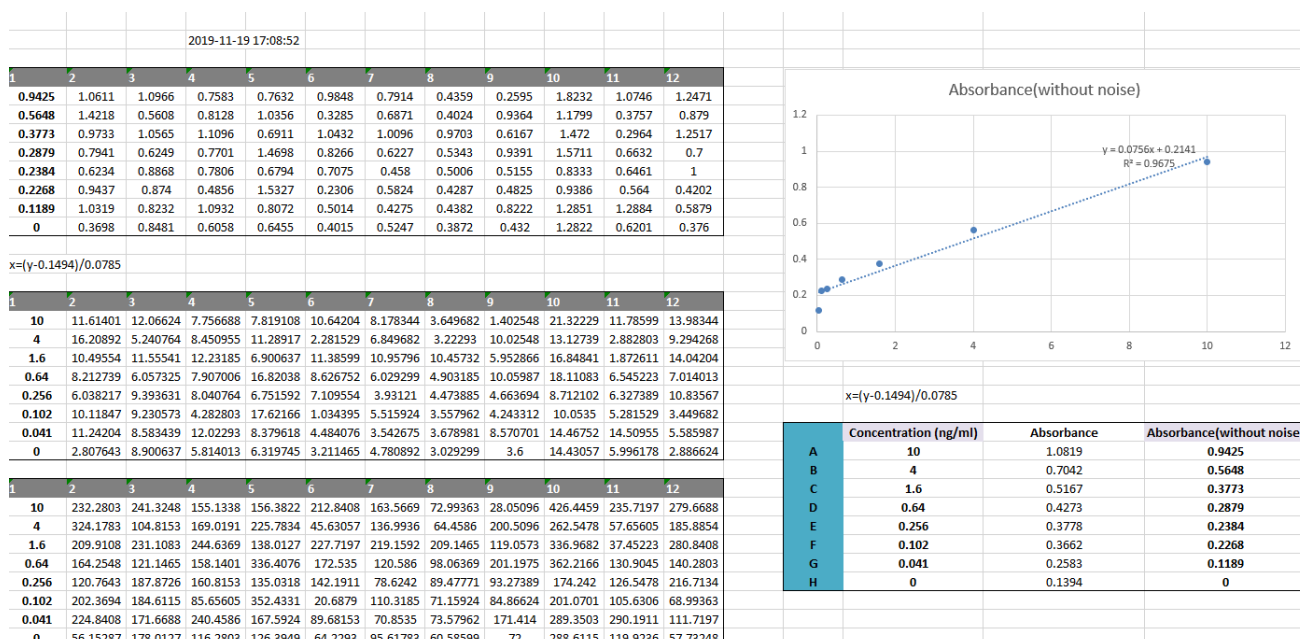 2019-11-19 17:08:52
1 2 3 4 5 6 7 8 9 10 11 12
0.9425 1.0611 1.0966 0.7583 0.7632 0.9848 0.7914 0.4359 0.2595 1.8232 1.0746 1.2471
0.5648 1.4218 0.5608 0.8128 1.0356 0.3285 0.6871 0.4024 0.9364 1.1799 0.3757 0.879
0.3773 0.9733 1.0565 1.1096 0.6911 1.0432 1.0096 0.9703 0.6167 1.472 0.2964 1.2517
0.2879 0.7941 0.6249 0.7701 1.4698 0.8266 0.6227 0.5343 0.9391 1.5711 0.6632 0.7
0.2384 0.6234 0.8868 0.7806 0.6794 0.7075 0.458 0.5006 0.5155 0.8333 0.6461 1
0.2268 0.9437 0.874 0.4856 1.5327 0.2306 0.5824 0.4287 0.4825 0.9386 0.564 0.4202
0.1189 1.0319 0.8232 1.0932 0.8072 0.5014 0.4275 0.4382 0.8222 1.2851 1.2884 0.5879
0 0.3698 0.8481 0.6058 0.6455 0.4015 0.5247 0.3872 0.432 1.2822 0.6201 0.376
x=(y-0.1494)/0.0785
1 2 3 4 5 6 7 8 9 10 11 12
10 11.61401 12.06624 7.756688 7.819108 10.64204 8.178344 3.649682 1.402548 21.32229 11.78599 13.98344
4 16.20892 5.240764 8.450955 11.28917 2.281529 6.849682 3.22293 10.02548 13.12739 2.882803 9.294268
1.6 10.49554 11.55541 12.23185 6.900637 11.38599 10.95796 10.45732 5.952866 16.84841 1.872611 14.04204
0.64 8.212739 6.057325 7.907006 16.82038 8.626752 6.029299 4.903185 10.05987 18.11083 6.545223 7.014013
0.256 6.038217 9.393631 8.040764 6.751592 7.109554 3.93121 4.473885 4.663694 8.712102 6.327389 10.83567
0.102 10.11847 9.230573 4.282803 17.62166 1.034395 5.515924 3.557962 4.243312 10.0535 5.281529 3.449682
0.041 11.24204 8.583439 12.02293 8.379618 4.484076 3.542675 3.678981 8.570701 14.46752 14.50955 5.585987
0 2.807643 8.900637 5.814013 6.319745 3.211465 4.780892 3.029299 3.6 14.43057 5.996178 2.886624
1 2 3 4 5 6 7 8 9 10 11 12
10 232.2803 241.3248 155.1338 156.3822 212.8408 163.5669 72.99363 28.05096 426.4459 235.7197 279.6688
4 324.1783 104.8153 169.0191 225.7834 45.63057 136.9936 64.4586 200.5096 262.5478 57.65605 185.8854
1.6 209.9108 231.1083 244.6369 138.0127 227.7197 219.1592 209.1465 119.0573 336.9682 37.45223 280.8408
0.64 164.2548 121.1465 158.1401 336.4076 172.535 120.586 98.06369 201.1975 362.2166 130.9045 140.2803
0.256 120.7643 187.8726 160.8153 135.0318 142.1911 78.6242 89.47771 93.27389 174.242 126.5478 216.7134
0.102 202.3694 184.6115 85.65605 352.4331 20.6879 110.3185 71.15924 84.86624 201.0701 105.6306 68.99363
0.041 224.8408 171.6688 240.4586 167.5924 89.68153 70.8535 73.57962 171.414 289.3503 290.1911 111.7197
0 56.15287 178.0127 116.2803 126.3949 64.2293 95.61783 60.58599 72 288.6115 119.9236 57.73248
Absorbance(without noise)
1.2
1
0.8
0.6
0.4
0.2
0
y = 0.0756x + 0.2141
R² = 0.9675
0 2 4 6 8 10 12
x=(y-0.1494)/0.0785
Concentration (ng/ml) Absorbance Absorbance(without noise
A 10 1.0819 0.9425
B 4 0.7042 0.5648
C 1.6 0.5167 0.3773
D 0.64 0.4273 0.2879
E 0.256 0.3778 0.2384
F 0.102 0.3662 0.2268
G 0.041 0.2583 0.1189
H 0 0.1394 0